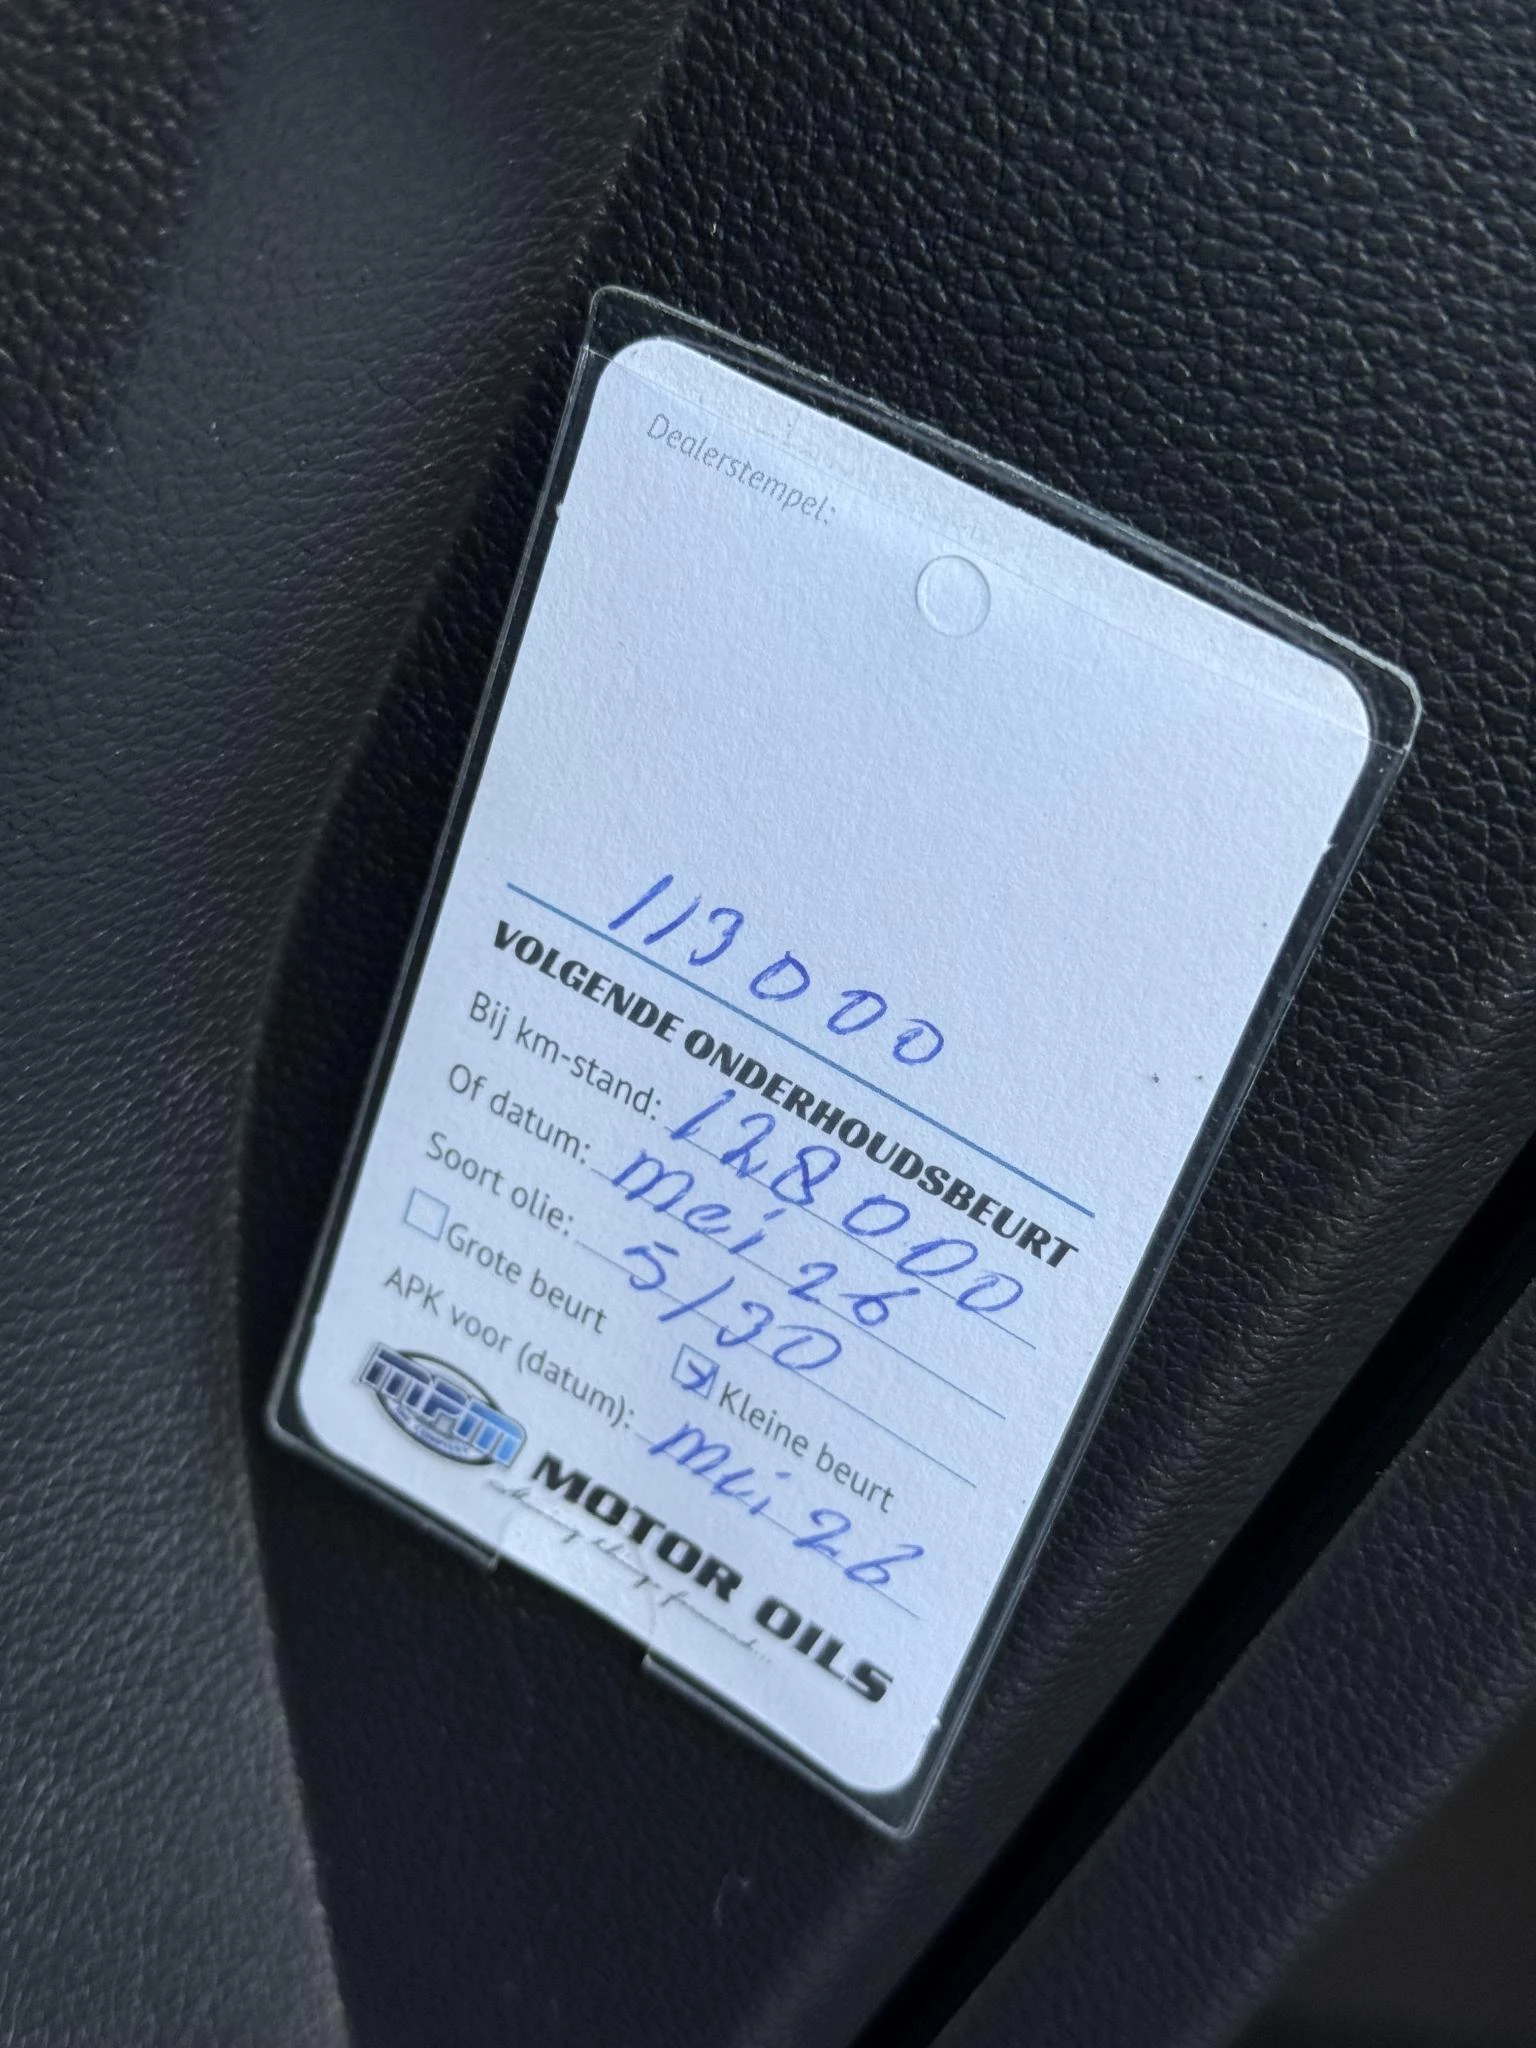 Dealerstempel:
113000
VOLGENDE ONDERHOUDSBEURT
Bij km-stand: 128000
Of datum: mei 26
Soort olie: 5/30
Grote beurt Kleine beurt
APK voor (datum): mei 26
MPM
MOTOR OILS